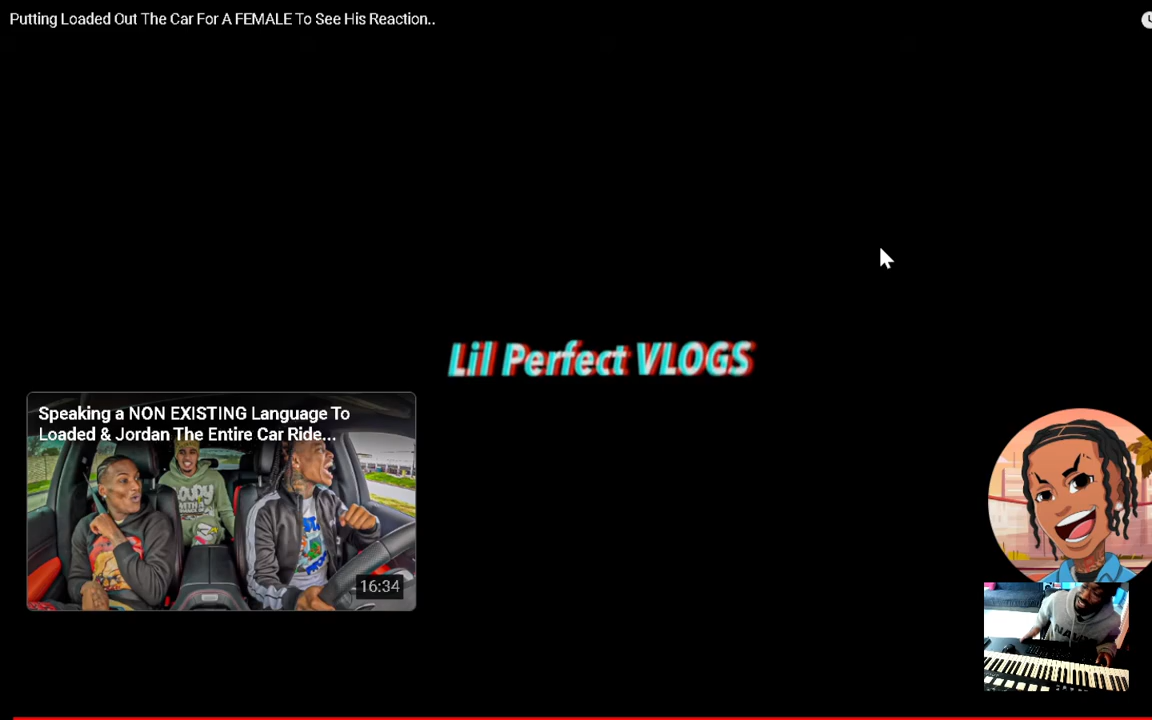 Putting Loaded Out The Car For A FEMALE To See His Reaction..
Lil Perfect VLOGS
Speaking a NON EXISTING Language To
Loaded & Jordan The Entire Car Ride...
16:34